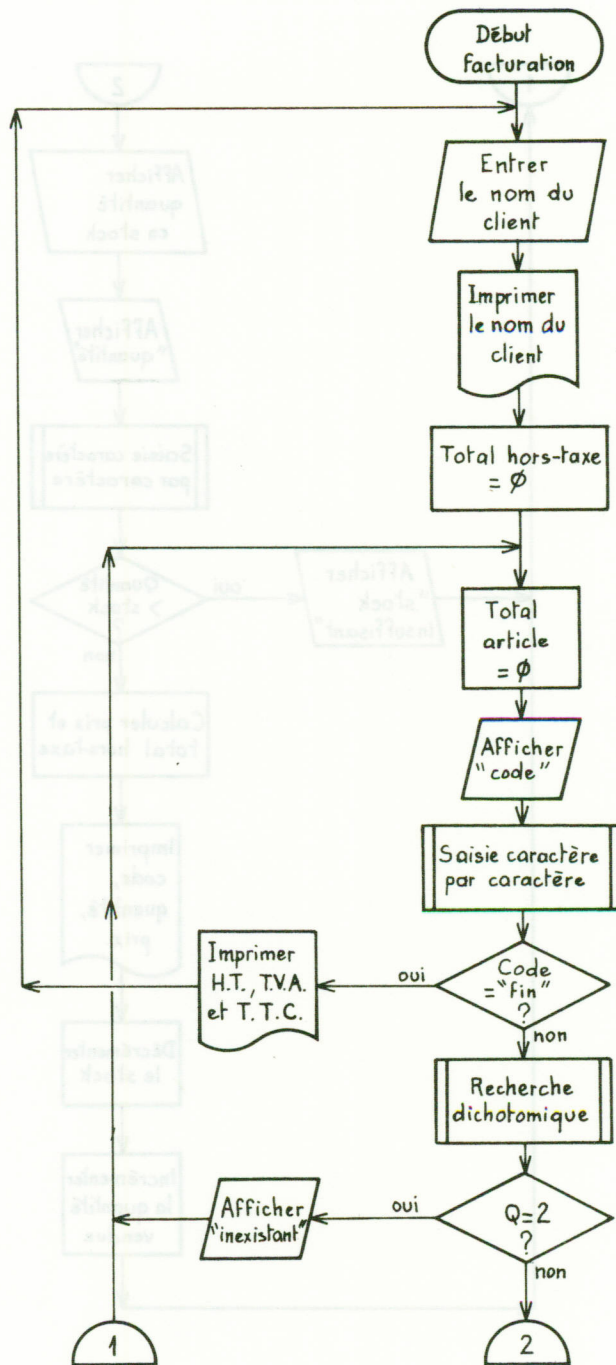 Début
facturation
Entrer
le nom du
client
Imprimer
le nom du
client
Total hors-taxe
= Ø
Total
article
= Ø
Afficher
"code"
Saisie caractère
par caractère
Code
="fin"
?
oui
Imprimer
H.T., T.V.A.
et T.T.C.
non
Recherche
dichotomique
Q=2
?
oui
Afficher
"inexistant"
non
1
2